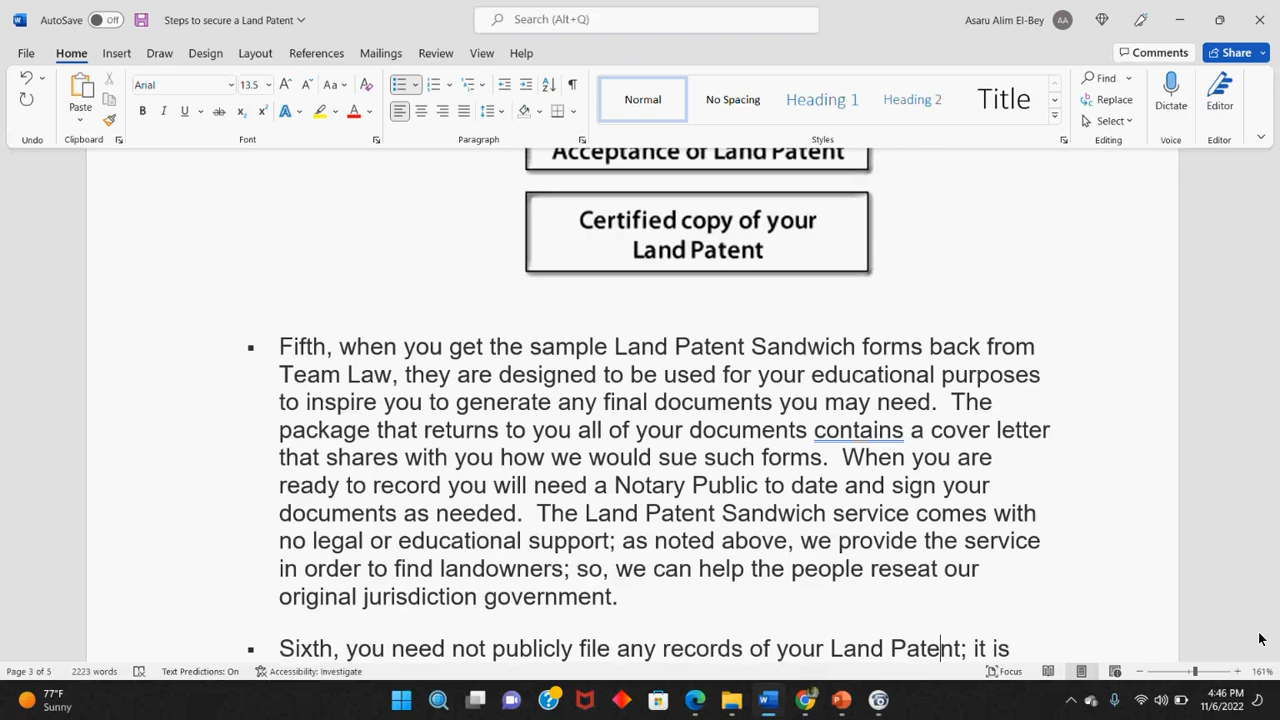 AutoSave Off Steps to secure a Land Patent Search (Alt+Q) Asaru Alim El-Bey AA
File Home Insert Draw Design Layout References Mailings Review View Help Comments Share
Arial 13.5 A A Aa A Normal No Spacing Heading 1 Heading 2 Title Find
Paste Replace Dictate Editor
B I U ab x₂ x² A A Select
Undo Clipboard Font Paragraph Styles Editing Voice Editor
Acceptance of Land Patent
Certified copy of your
Land Patent
▪ Fifth, when you get the sample Land Patent Sandwich forms back from
Team Law, they are designed to be used for your educational purposes
to inspire you to generate any final documents you may need.  The
package that returns to you all of your documents contains a cover letter
that shares with you how we would sue such forms.  When you are
ready to record you will need a Notary Public to date and sign your
documents as needed.  The Land Patent Sandwich service comes with
no legal or educational support; as noted above, we provide the service
in order to find landowners; so, we can help the people reseat our
original jurisdiction government.
▪ Sixth, you need not publicly file any records of your Land Patent; it is
Page 3 of 5 2223 words Text Predictions: On Accessibility: Investigate Focus 161%
77°F
Sunny
4:46 PM
11/6/2022